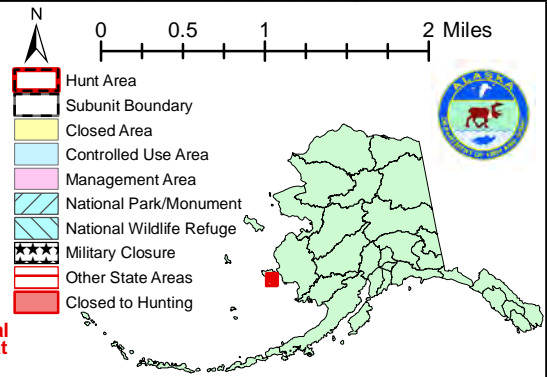 N
0 0.5 1 2 Miles
Hunt Area
Subunit Boundary
Closed Area
Controlled Use Area
Management Area
National Park/Monument
National Wildlife Refuge
Military Closure
Other State Areas
Closed to Hunting
ALASKA